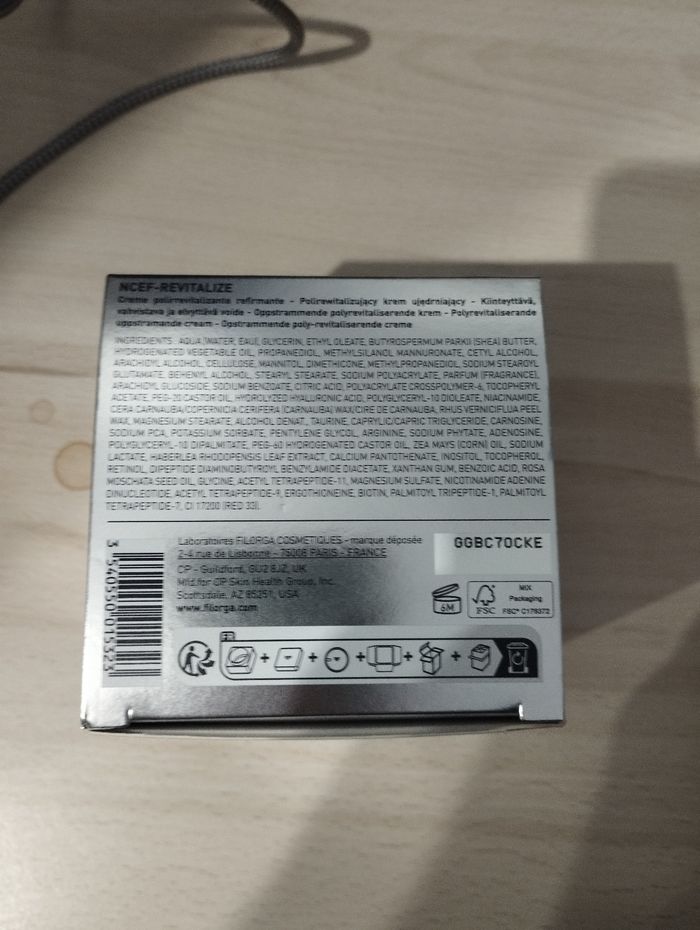 NCEF-REVITALIZE
Crema polirrevitalizante reafirmante - Polirewitalizujący krem ujędrniający - Kiinteyttävä,
vahvistava ja elvyttävä voide - Oppstrammende polyrevitaliserende krem - Polyrevitaliserande
uppstramande cream - Opstrammende poly-revitaliserende creme
INGREDIENTS: AQUA (WATER, EAU), GLYCERIN, ETHYL OLEATE, BUTYROSPERMUM PARKII (SHEA) BUTTER,
HYDROGENATED VEGETABLE OIL, PROPANEDIOL, METHYLSILANOL MANNURONATE, CETYL ALCOHOL,
ARACHIDYL ALCOHOL, CELLULOSE, MANNITOL, DIMETHICONE, METHYLPROPANEDIOL, SODIUM STEAROYL
GLUTAMATE, BEHENYL ALCOHOL, STEARYL STEARATE, SODIUM POLYACRYLATE, PARFUM (FRAGRANCE),
ARACHIDYL GLUCOSIDE, SODIUM BENZOATE, CITRIC ACID, POLYACRYLATE CROSSPOLYMER-6, TOCOPHERYL
ACETATE, PEG-20 CASTOR OIL, HYDROLYZED HYALURONIC ACID, POLYGLYCERYL-10 DIOLEATE, NIACINAMIDE,
CERA CARNAUBA/COPERNICIA CERIFERA (CARNAUBA) WAX/CIRE DE CARNAUBA, RHUS VERNICIFLUA PEEL
WAX, MAGNESIUM STEARATE, ALCOHOL DENAT., TAURINE, CAPRYLIC/CAPRIC TRIGLYCERIDE, CARNOSINE,
SODIUM PCA, POTASSIUM SORBATE, PENTYLENE GLYCOL, ARGININE, SODIUM PHYTATE, ADENOSINE,
POLYGLYCERYL-10 DIPALMITATE, PEG-60 HYDROGENATED CASTOR OIL, ZEA MAYS (CORN) OIL, SODIUM
LACTATE, HABERLEA RHODOPENSIS LEAF EXTRACT, CALCIUM PANTOTHENATE, INOSITOL, TOCOPHEROL,
RETINOL, DIPEPTIDE DIAMINOBUTYROYL BENZYLAMIDE DIACETATE, XANTHAN GUM, BENZOIC ACID, ROSA
MOSCHATA SEED OIL, GLYCINE, ACETYL TETRAPEPTIDE-11, MAGNESIUM SULFATE, NICOTINAMIDE ADENINE
DINUCLEOTIDE, ACETYL TETRAPEPTIDE-9, ERGOTHIONEINE, BIOTIN, PALMITOYL TRIPEPTIDE-1, PALMITOYL
TETRAPEPTIDE-7, CI 17200 (RED 33).
Laboratoires FILORGA COSMETIQUES - marque déposée
2-4 rue de Lisbonne - 75008 PARIS - FRANCE
CP - Guildford, GU2 8JZ, UK
Mfd for CP Skin Health Group, Inc.
Scottsdale, AZ 85251, USA
www.filorga.com
GGBC70CKE
6M
FSC
MIX
Packaging
FSC® C178372
3 540550 015323
FR
+ + + + +